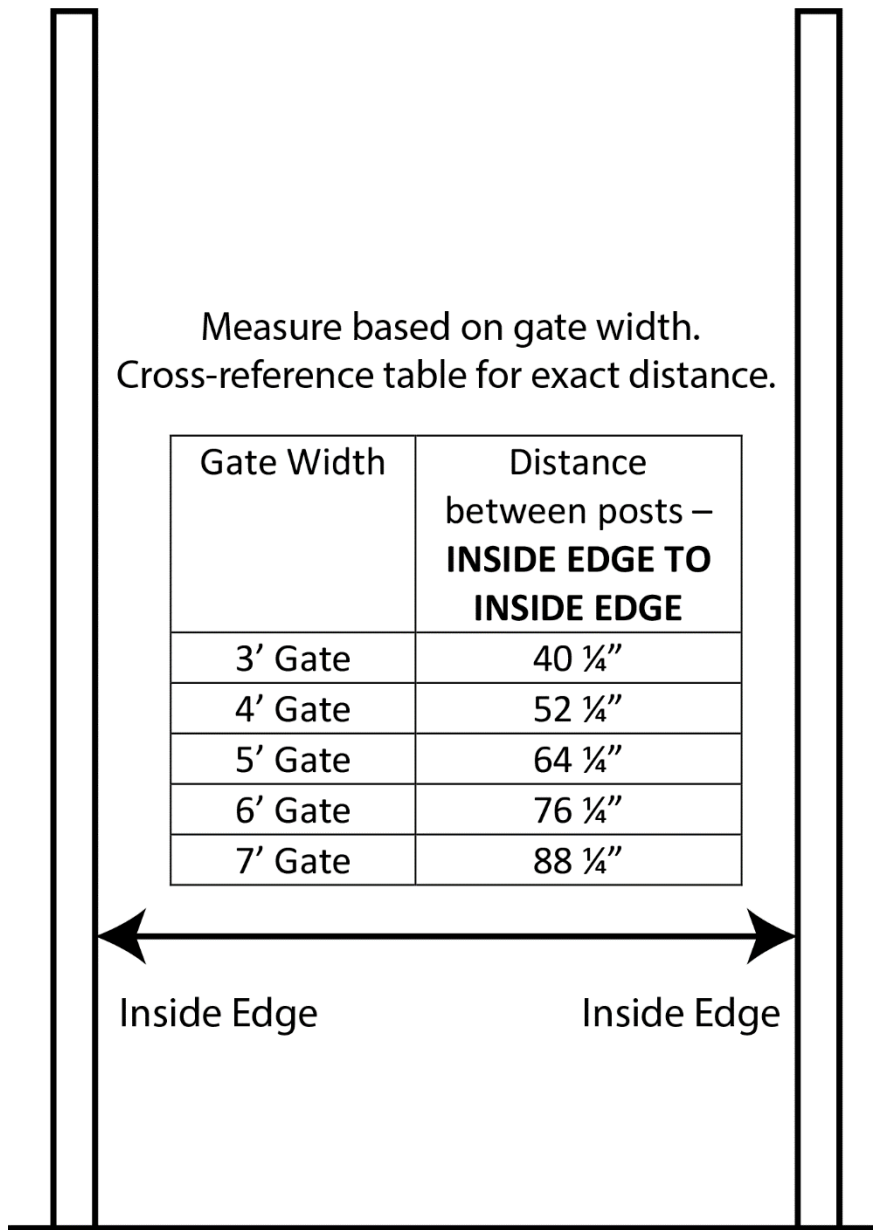 Measure based on gate width.
Cross-reference table for exact distance.
Gate Width
Distance
between posts –
INSIDE EDGE TO
INSIDE EDGE
3’ Gate
40 ¼”
4’ Gate
52 ¼”
5’ Gate
64 ¼”
6’ Gate
76 ¼”
7’ Gate
88 ¼”
Inside Edge
Inside Edge